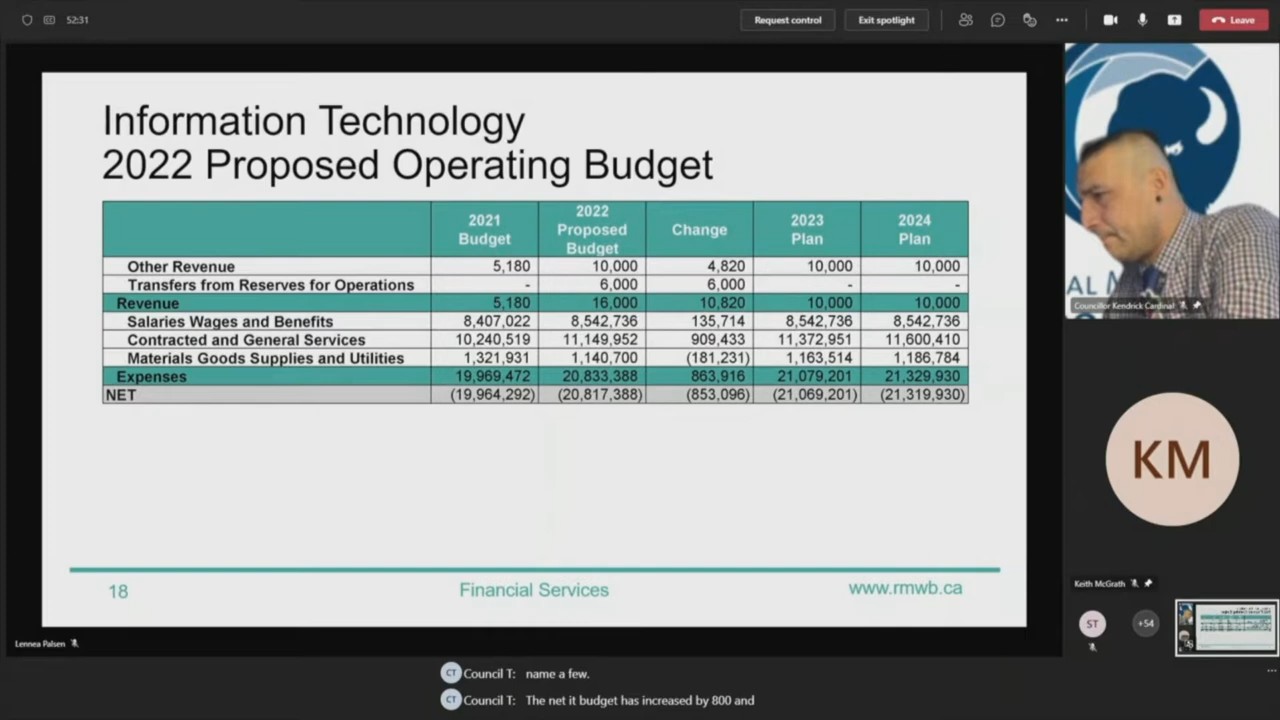 52:31
Request control
Exit spotlight
Leave
Information Technology
2022 Proposed Operating Budget
2021 Budget 2022 Proposed Budget Change 2023 Plan 2024 Plan
Other Revenue 5,180 10,000 4,820 10,000 10,000
Transfers from Reserves for Operations - 6,000 6,000 - -
Revenue 5,180 16,000 10,820 10,000 10,000
Salaries Wages and Benefits 8,407,022 8,542,736 135,714 8,542,736 8,542,736
Contracted and General Services 10,240,519 11,149,952 909,433 11,372,951 11,600,410
Materials Goods Supplies and Utilities 1,321,931 1,140,700 (181,231) 1,163,514 1,186,784
Expenses 19,969,472 20,833,388 863,916 21,079,201 21,329,930
NET (19,964,292) (20,817,388) (853,096) (21,069,201) (21,319,930)
18 Financial Services www.rmwb.ca
Lennea Palsen
AL M
Councillor Kendrick Cardinal
KM
Keith McGrath
ST +54
CT Council T: name a few.
CT Council T: The net it budget has increased by 800 and